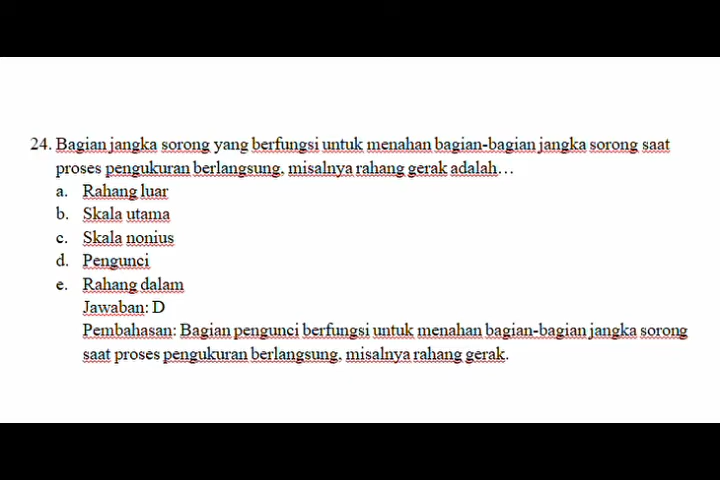 24. Bagian jangka sorong yang berfungsi untuk menahan bagian-bagian jangka sorong saat
proses pengukuran berlangsung, misalnya rahang gerak adalah…
a. Rahang luar
b. Skala utama
c. Skala nonius
d. Pengunci
e. Rahang dalam
Jawaban: D
Pembahasan: Bagian pengunci berfungsi untuk menahan bagian-bagian jangka sorong
saat proses pengukuran berlangsung, misalnya rahang gerak.